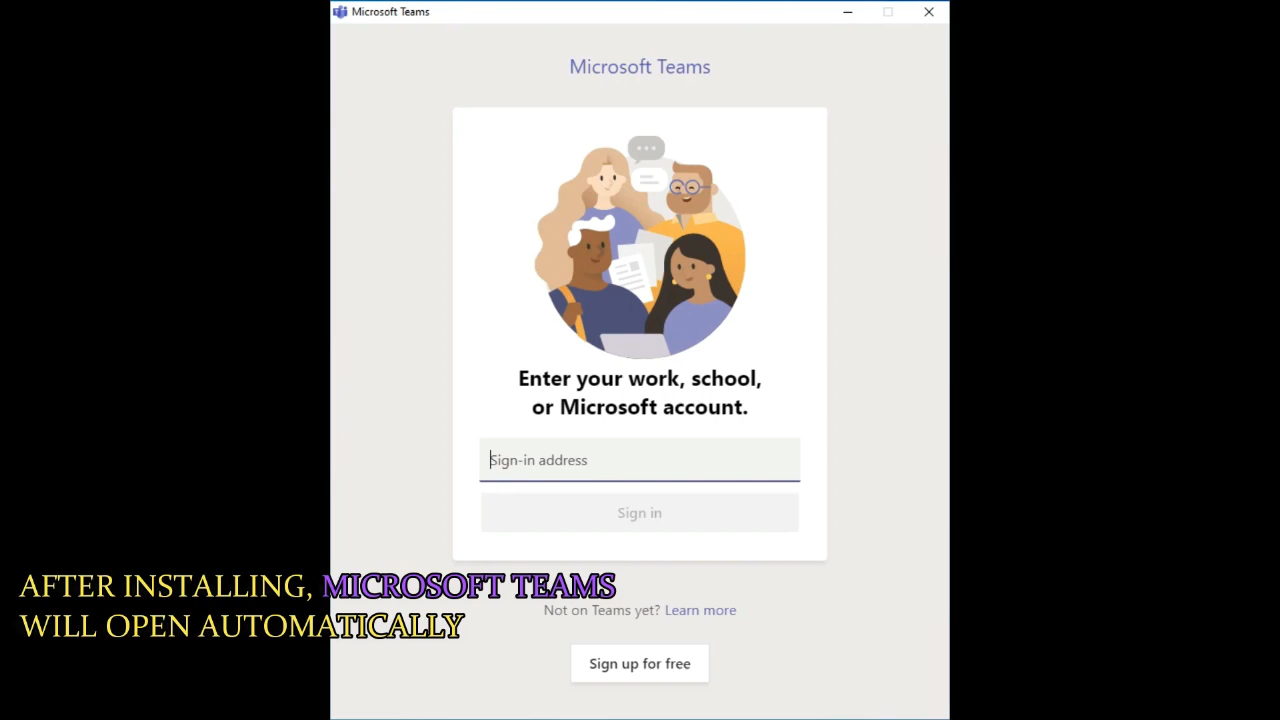 Microsoft Teams
Microsoft Teams
Enter your work, school,
or Microsoft account.
Sign-in address
Sign in
AFTER INSTALLING, MICROSOFT TEAMS
WILL OPEN AUTOMATICALLY
Not on Teams yet? Learn more
Sign up for free